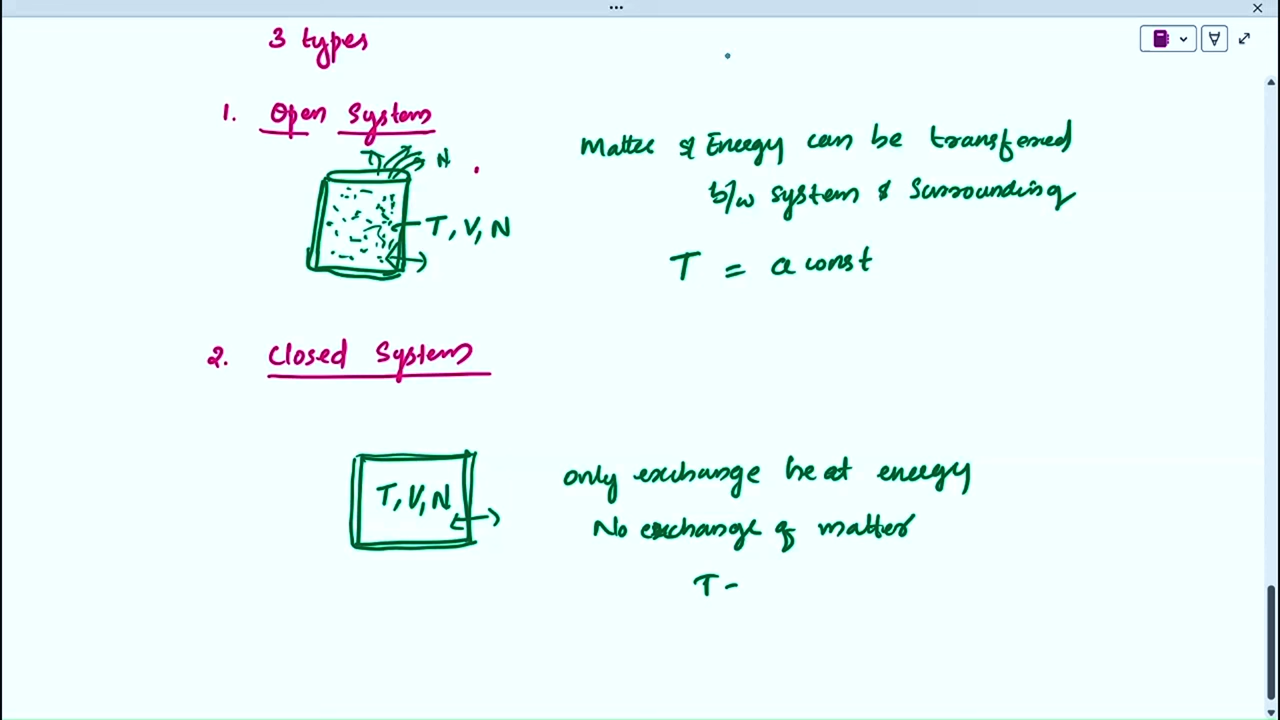 3 types
1. Open System
N
T, V, N
Matter & Energy can be transferred
b/w system & Surrounding
T = a const
2. Closed System
T, V, N
only exchange heat energy
No exchange of matter
T -